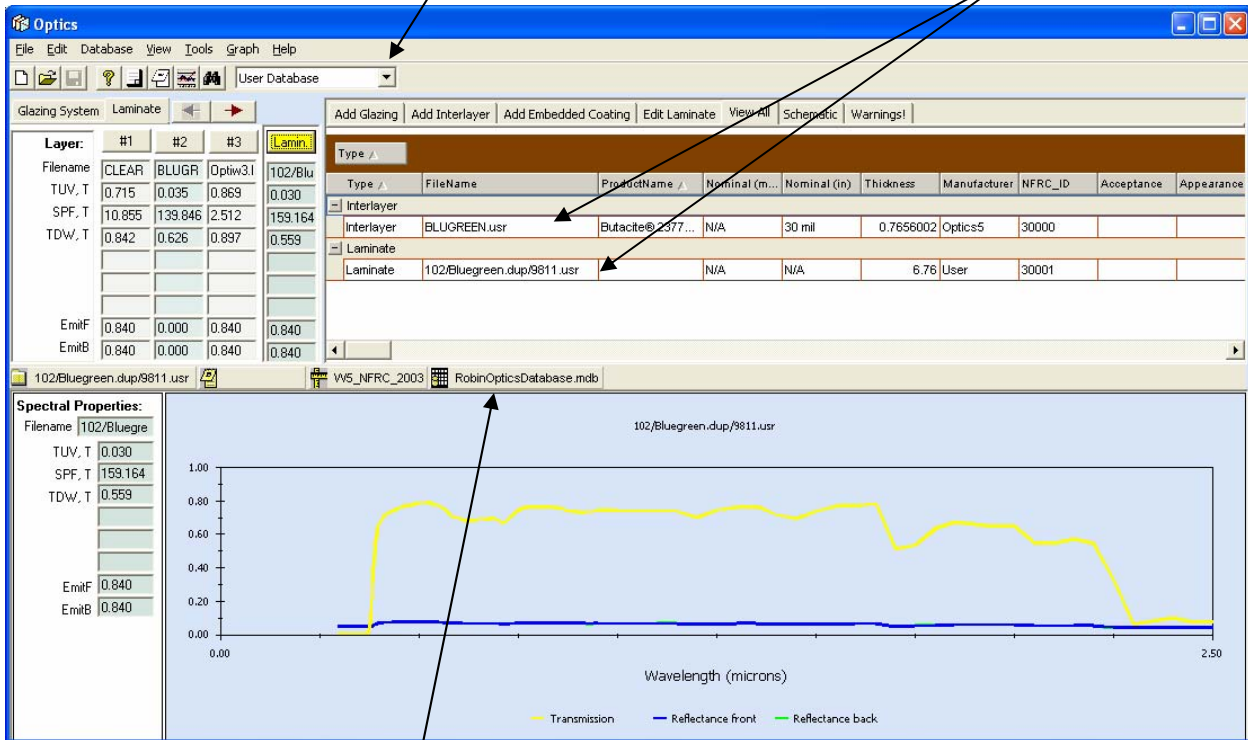 Optics
File Edit Database View Tools Graph Help
User Database
Glazing System Laminate
Add Glazing Add Interlayer Add Embedded Coating Edit Laminate View All Schematic Warnings!
Layer: #1 #2 #3 Lamin.
Filename CLEAR BLUGR Optiw3.l 102/Blu
TUV, T 0.715 0.035 0.869 0.030
SPF, T 10.855 139.846 2.512 159.164
TDW, T 0.842 0.626 0.897 0.559
EmitF 0.840 0.000 0.840 0.840
EmitB 0.840 0.000 0.840 0.840
Type
Type FileName ProductName Nominal (m... Nominal (in) Thickness Manufacturer NFRC_ID Acceptance Appearance
Interlayer
Interlayer BLUGREEN.usr Butacite® 2377... N/A 30 mil 0.7656002 Optics5 30000
Laminate
Laminate 102/Bluegreen.dup/9811.usr N/A N/A 6.76 User 30001
102/Bluegreen.dup/9811.usr W5_NFRC_2003 RobinOpticsDatabase.mdb
Spectral Properties:
Filename 102/Bluegre
TUV, T 0.030
SPF, T 159.164
TDW, T 0.559
EmitF 0.840
EmitB 0.840
102/Bluegreen.dup/9811.usr
1.00
0.80
0.60
0.40
0.20
0.00
0.00 2.50
Wavelength (microns)
Transmission Reflectance front Reflectance back